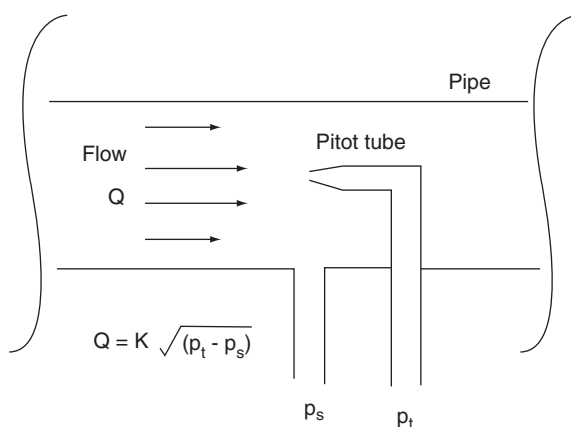 Pipe
Pitot tube
Flow
Q
Q = K √(pₜ - pₛ)
pₛ
pₜ